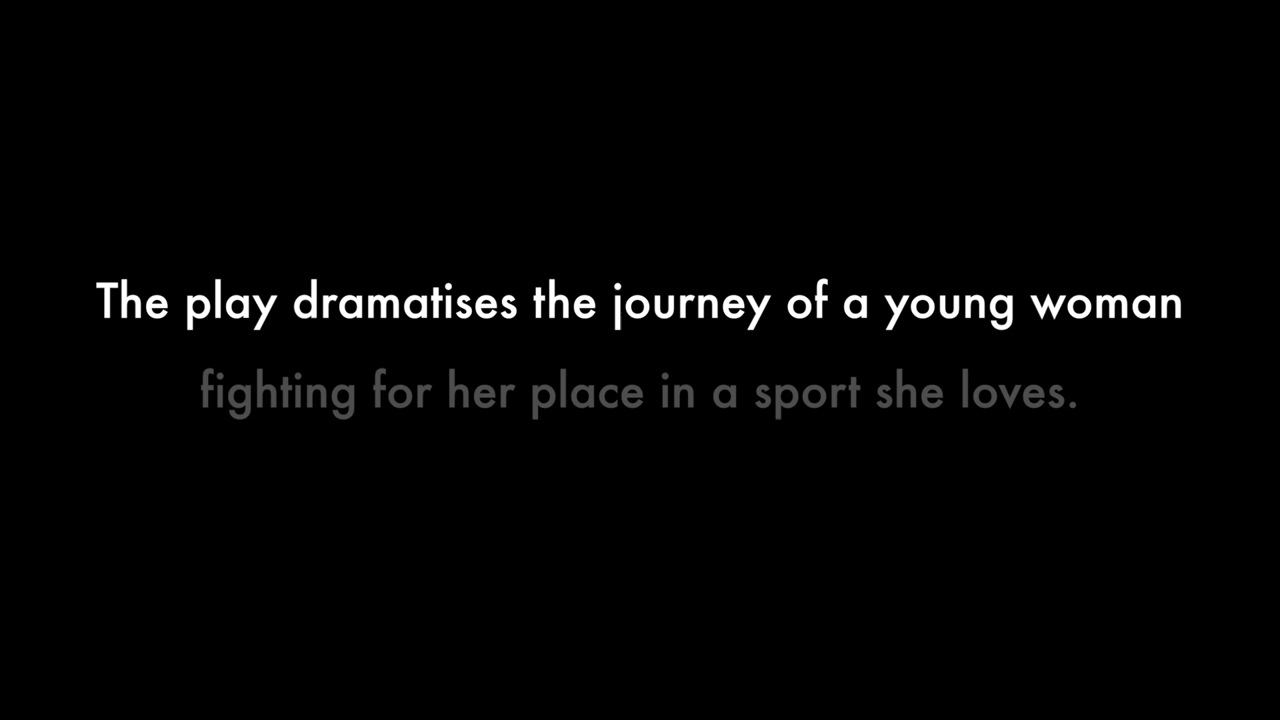 The play dramatises the journey of a young woman
fighting for her place in a sport she loves.